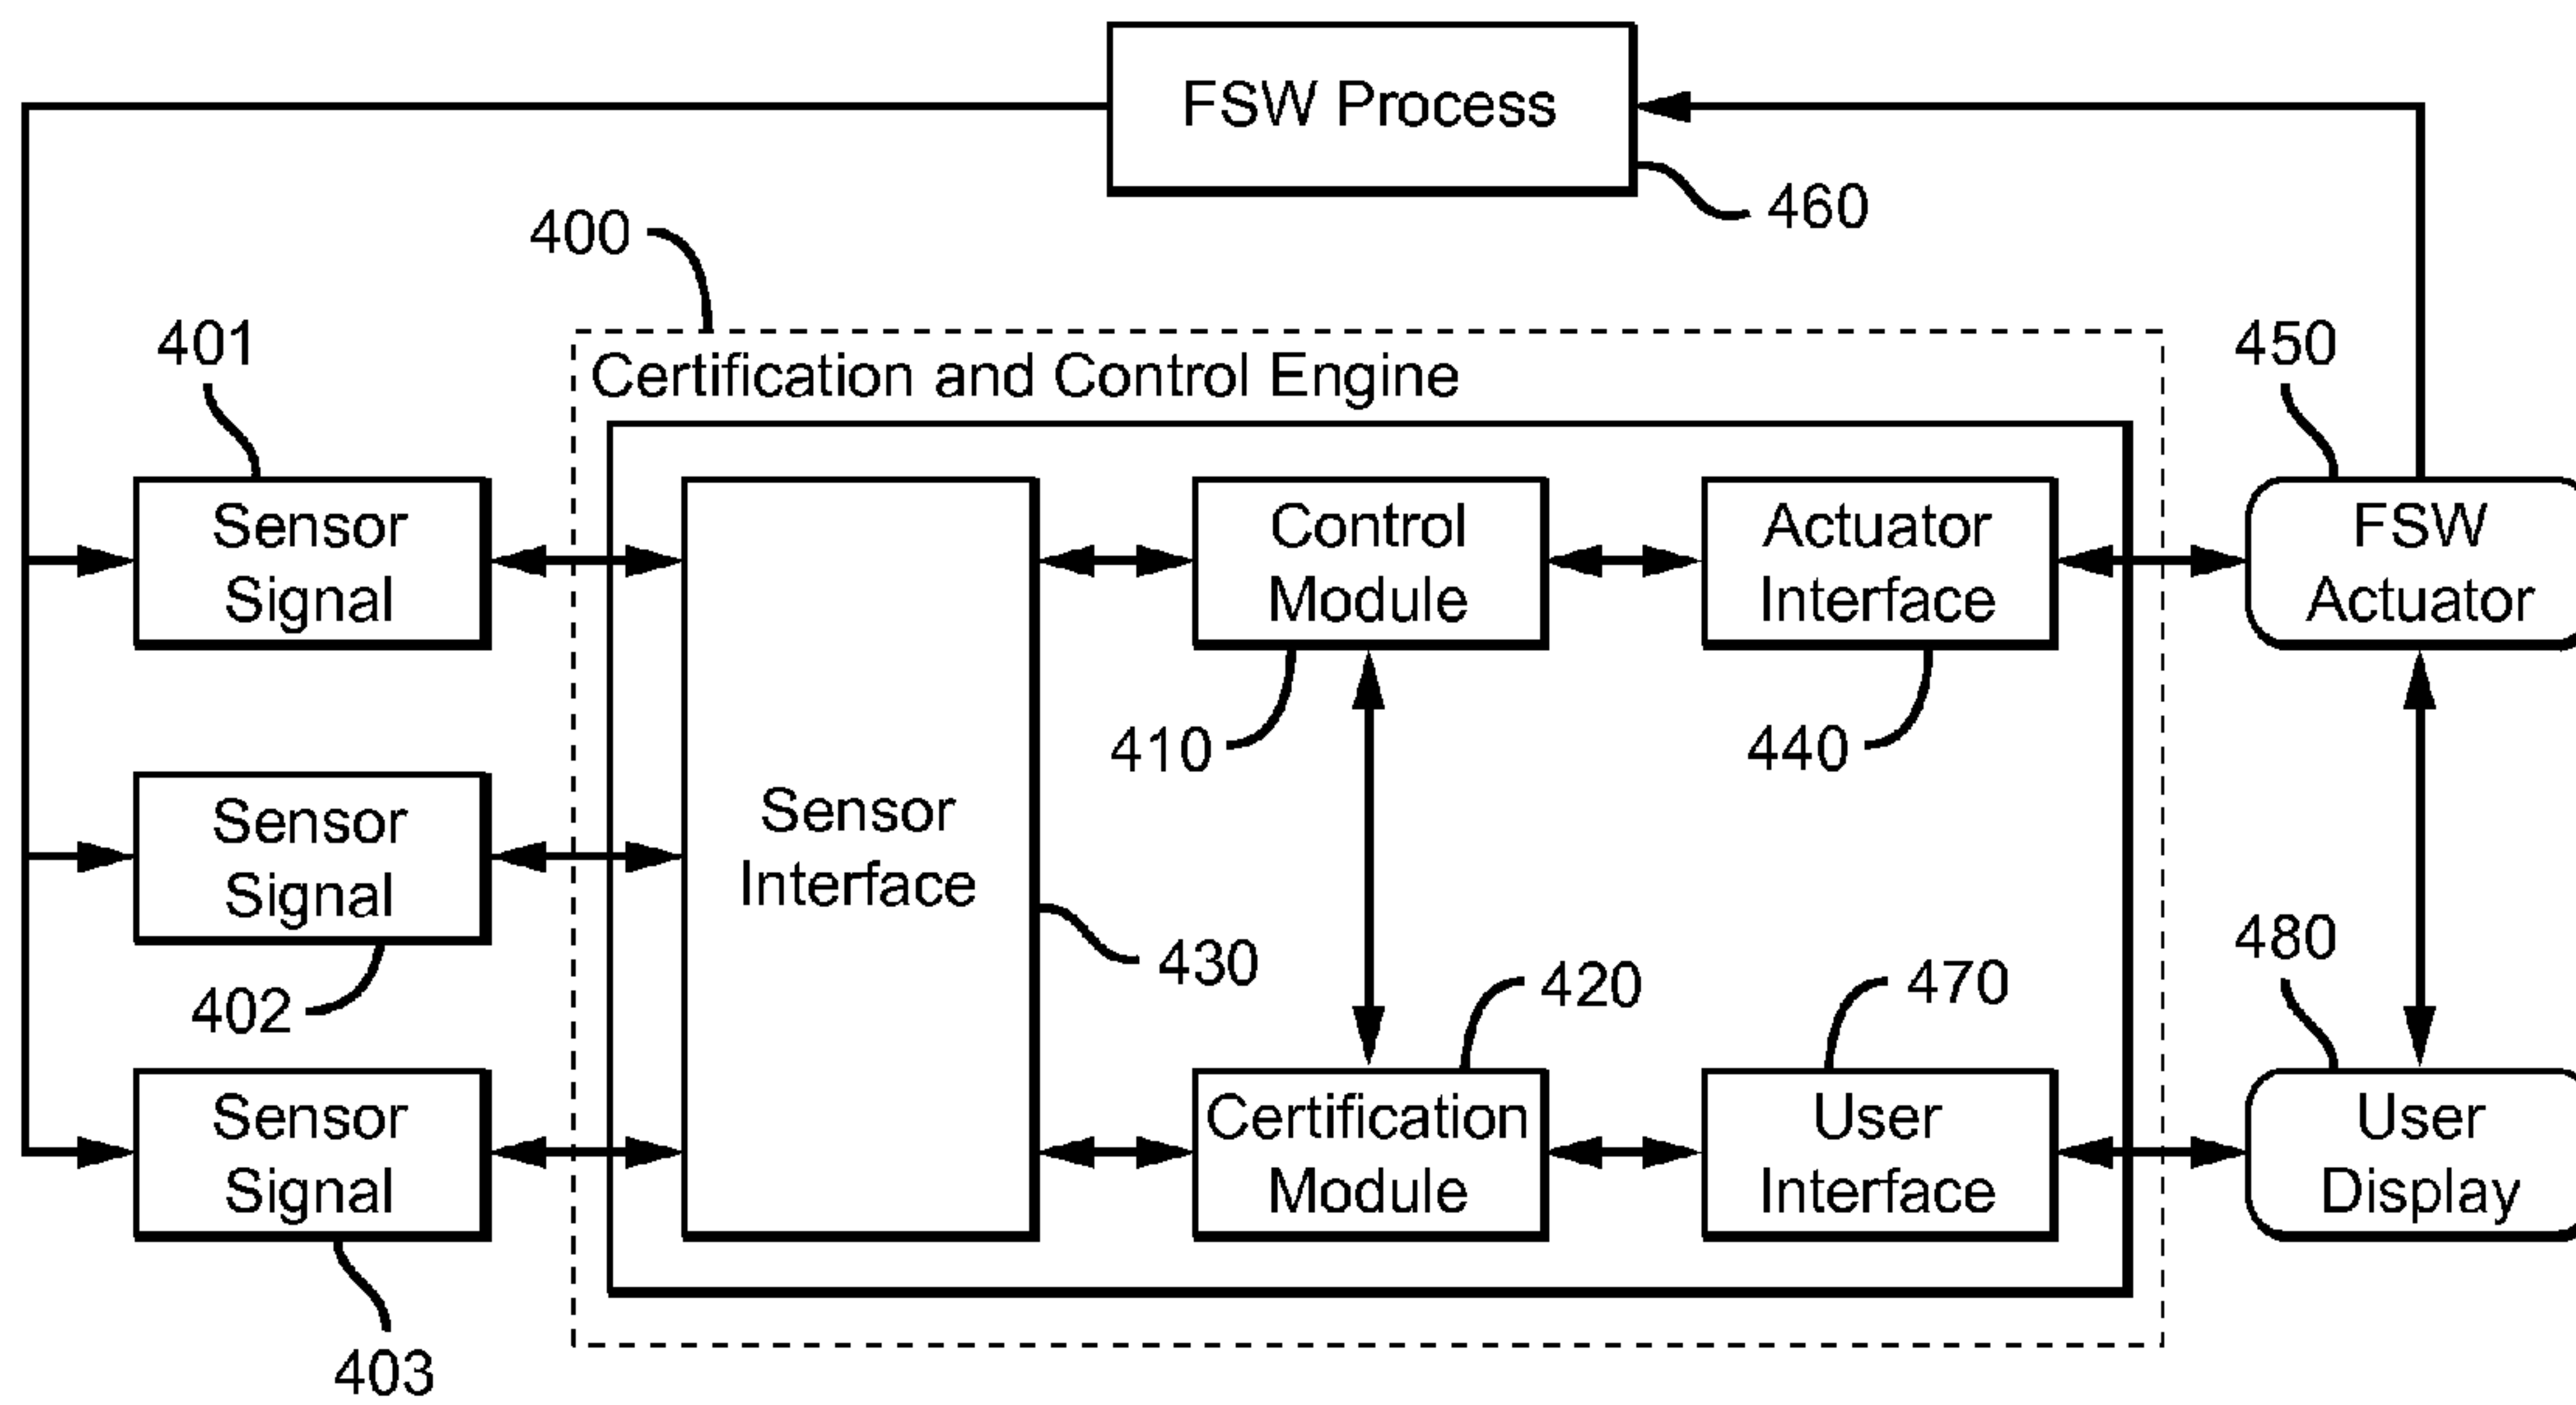 FSW Process
460
400
401
Certification and Control Engine
450
Sensor
Signal
Control
Module
Actuator
Interface
FSW
Actuator
410
440
Sensor
Signal
Sensor
Interface
402
430
420
470
480
Sensor
Signal
Certification
Module
User
Interface
User
Display
403